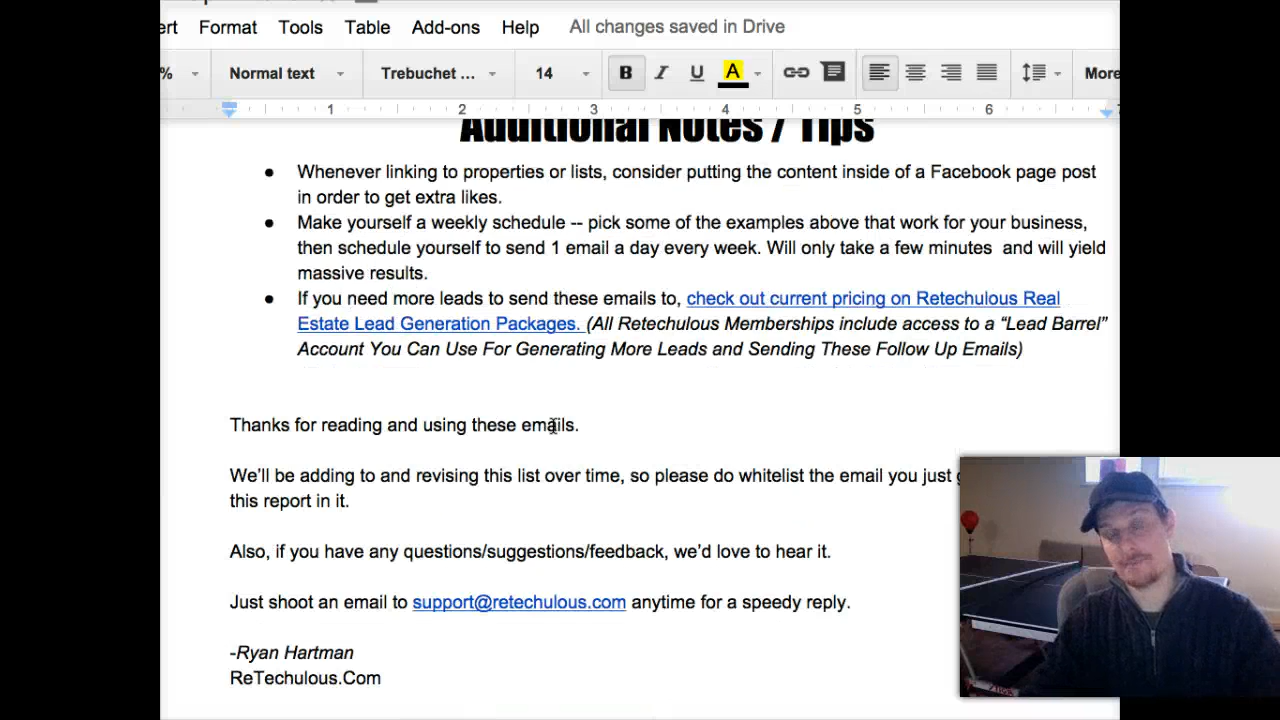 ert Format Tools Table Add-ons Help All changes saved in Drive
% Normal text Trebuchet ... 14 B I U A More
1 2 3 4 5 6 7
Additional Notes / Tips
● Whenever linking to properties or lists, consider putting the content inside of a Facebook page post
in order to get extra likes.
● Make yourself a weekly schedule -- pick some of the examples above that work for your business,
then schedule yourself to send 1 email a day every week. Will only take a few minutes and will yield
massive results.
● If you need more leads to send these emails to, check out current pricing on Retechulous Real
Estate Lead Generation Packages. (All Retechulous Memberships include access to a “Lead Barrel”
Account You Can Use For Generating More Leads and Sending These Follow Up Emails)
Thanks for reading and using these emails.
We’ll be adding to and revising this list over time, so please do whitelist the email you just
this report in it.
Also, if you have any questions/suggestions/feedback, we’d love to hear it.
Just shoot an email to support@retechulous.com anytime for a speedy reply.
-Ryan Hartman
ReTechulous.Com